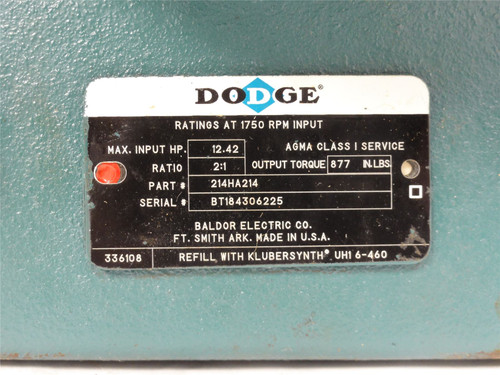 DODGE®
RATINGS AT 1750 RPM INPUT
MAX. INPUT HP. 12.42 AGMA CLASS I SERVICE
RATIO 2:1 OUTPUT TORQUE 877 IN.LBS.
PART # 214HA214
SERIAL # BT184306225
BALDOR ELECTRIC CO.
FT. SMITH ARK. MADE IN U.S.A.
336108 REFILL WITH KLUBERSYNTH® UH1 6-460